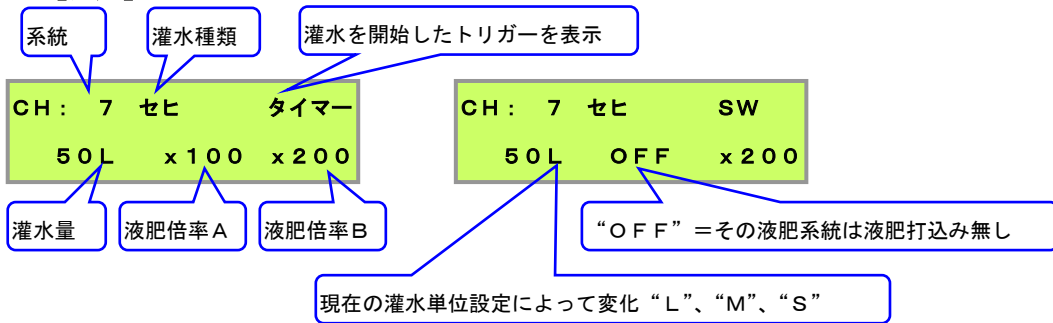 系統
灌水種類
灌水を開始したトリガーを表示
CH: 7 セヒ タイマー
50L x100 x200
CH: 7 セヒ SW
50L OFF x200
灌水量
液肥倍率A
液肥倍率B
“OFF”=その液肥系統は液肥打込み無し
現在の灌水単位設定によって変化 “L”、“M”、“S”